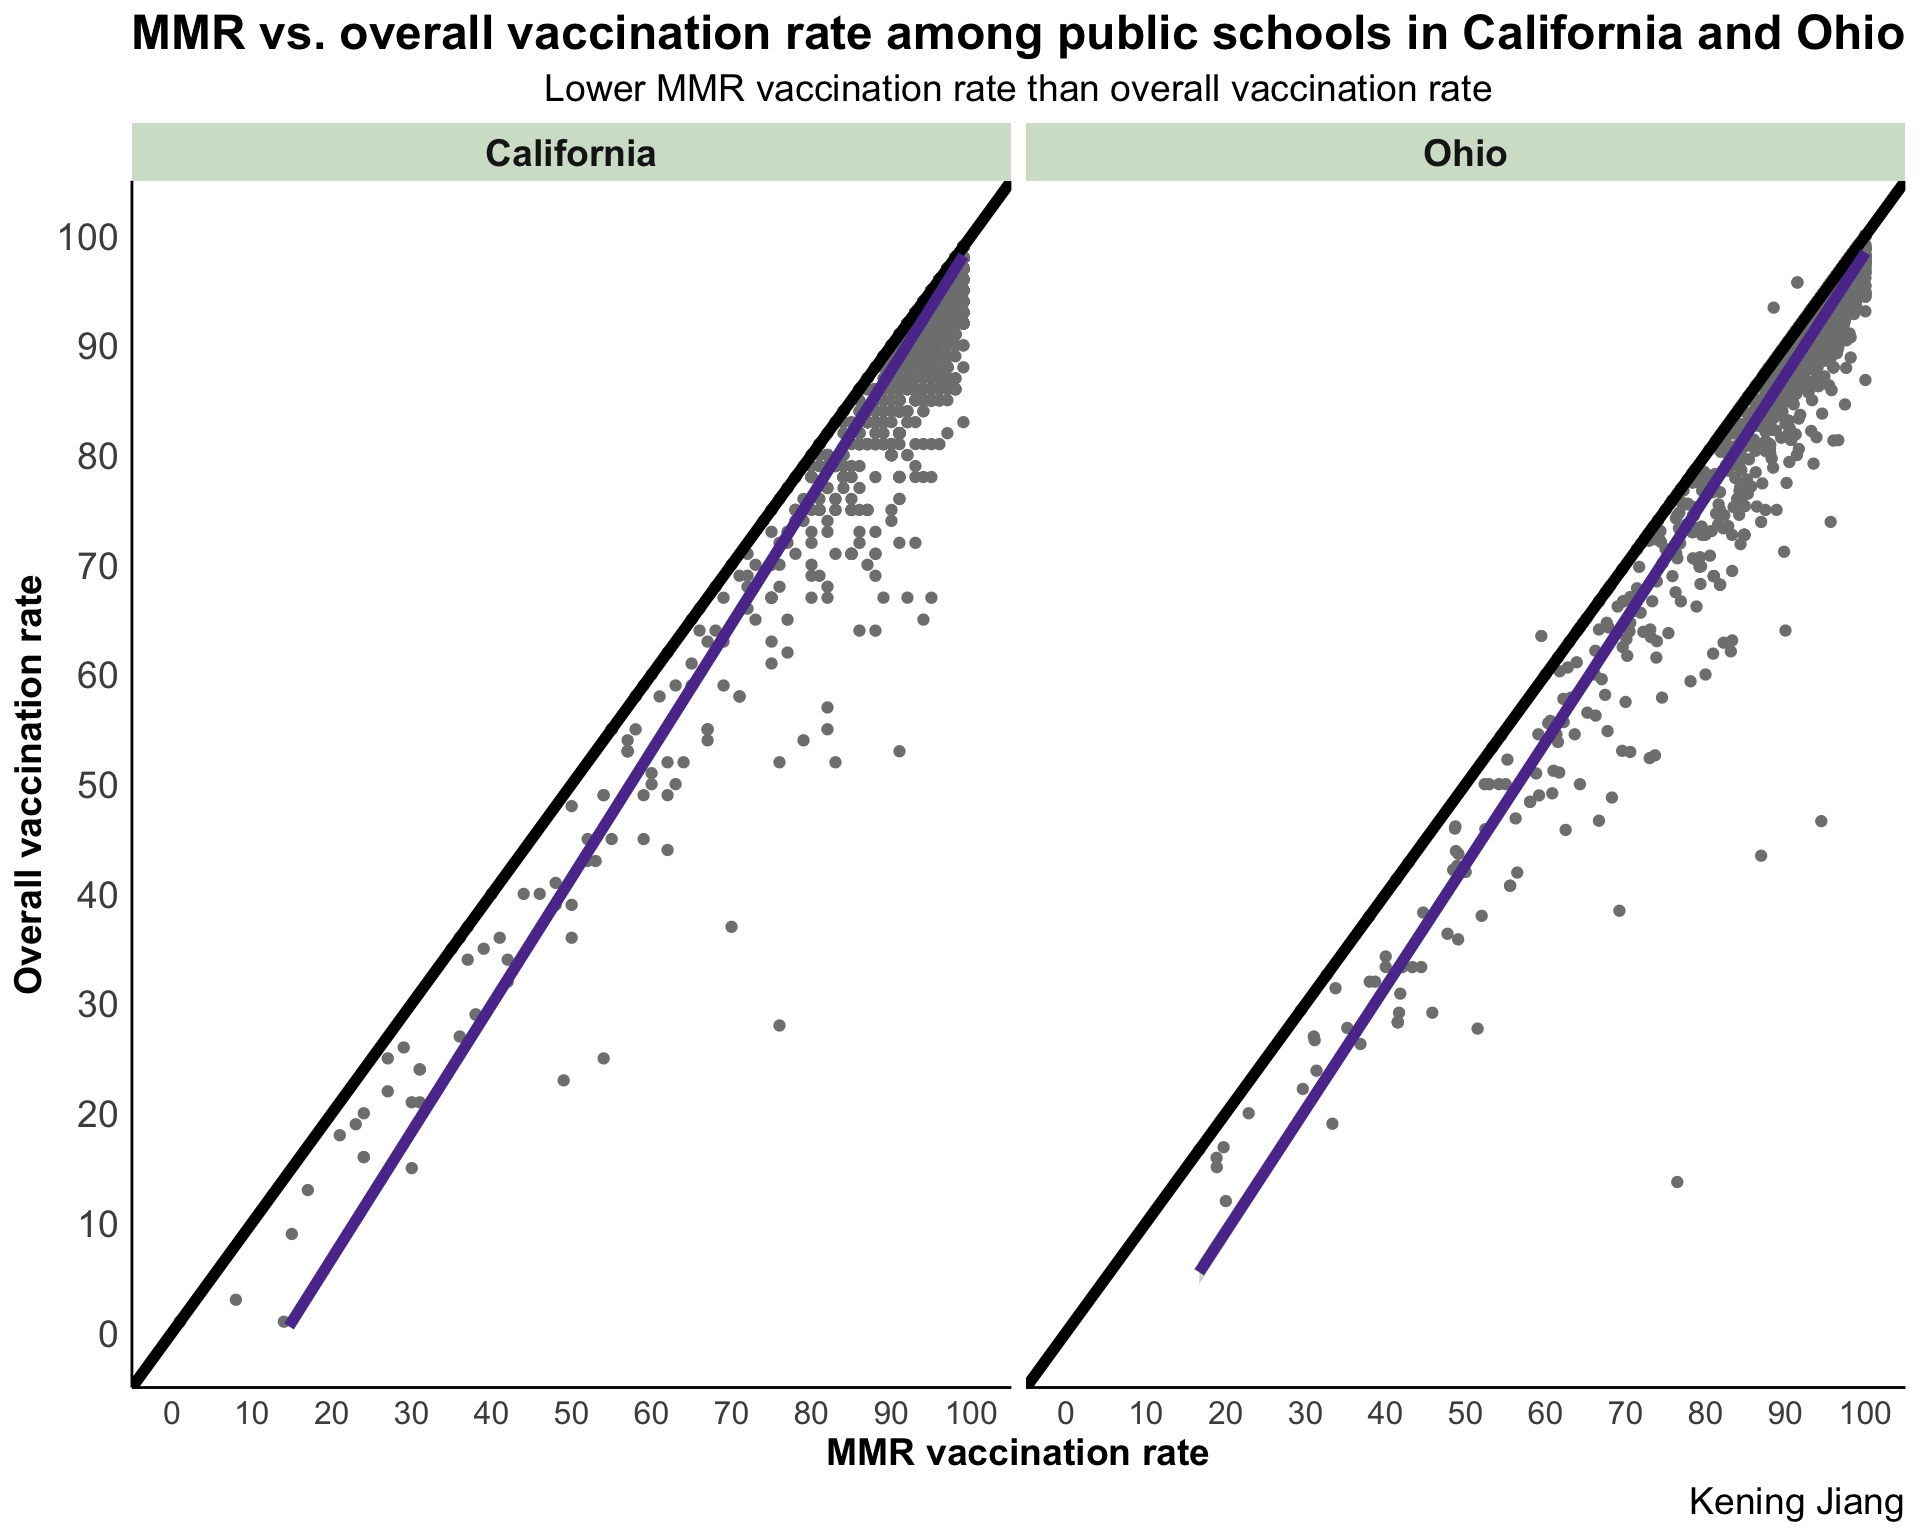 MMR vs. overall vaccination rate among public schools in California and Ohio
Lower MMR vaccination rate than overall vaccination rate
California
Ohio
100
90
80
70
60
50
40
30
20
10
0
Overall vaccination rate
0 10 20 30 40 50 60 70 80 90 100
0 10 20 30 40 50 60 70 80 90 100
MMR vaccination rate
Kening Jiang